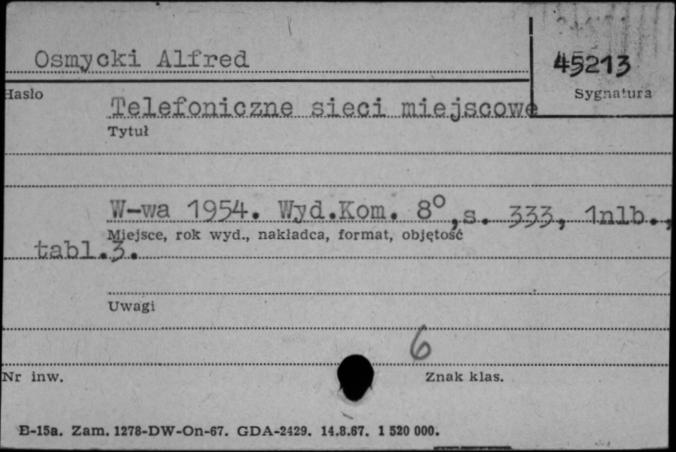 Osmycki Alfred
45213
Hasło
Sygnatura
Telefoniczne sieci miejscowe
Tytuł
W-wa 1954. Wyd.Kom. 8°,s. 333, 1nlb.,
Miejsce, rok wyd., nakładca, format, objętość
tabl.3.
Uwagi
6
Nr inw.
Znak klas.
E-15a. Zam. 1278-DW-On-67. GDA-2429. 14.8.67. 1 520 000.